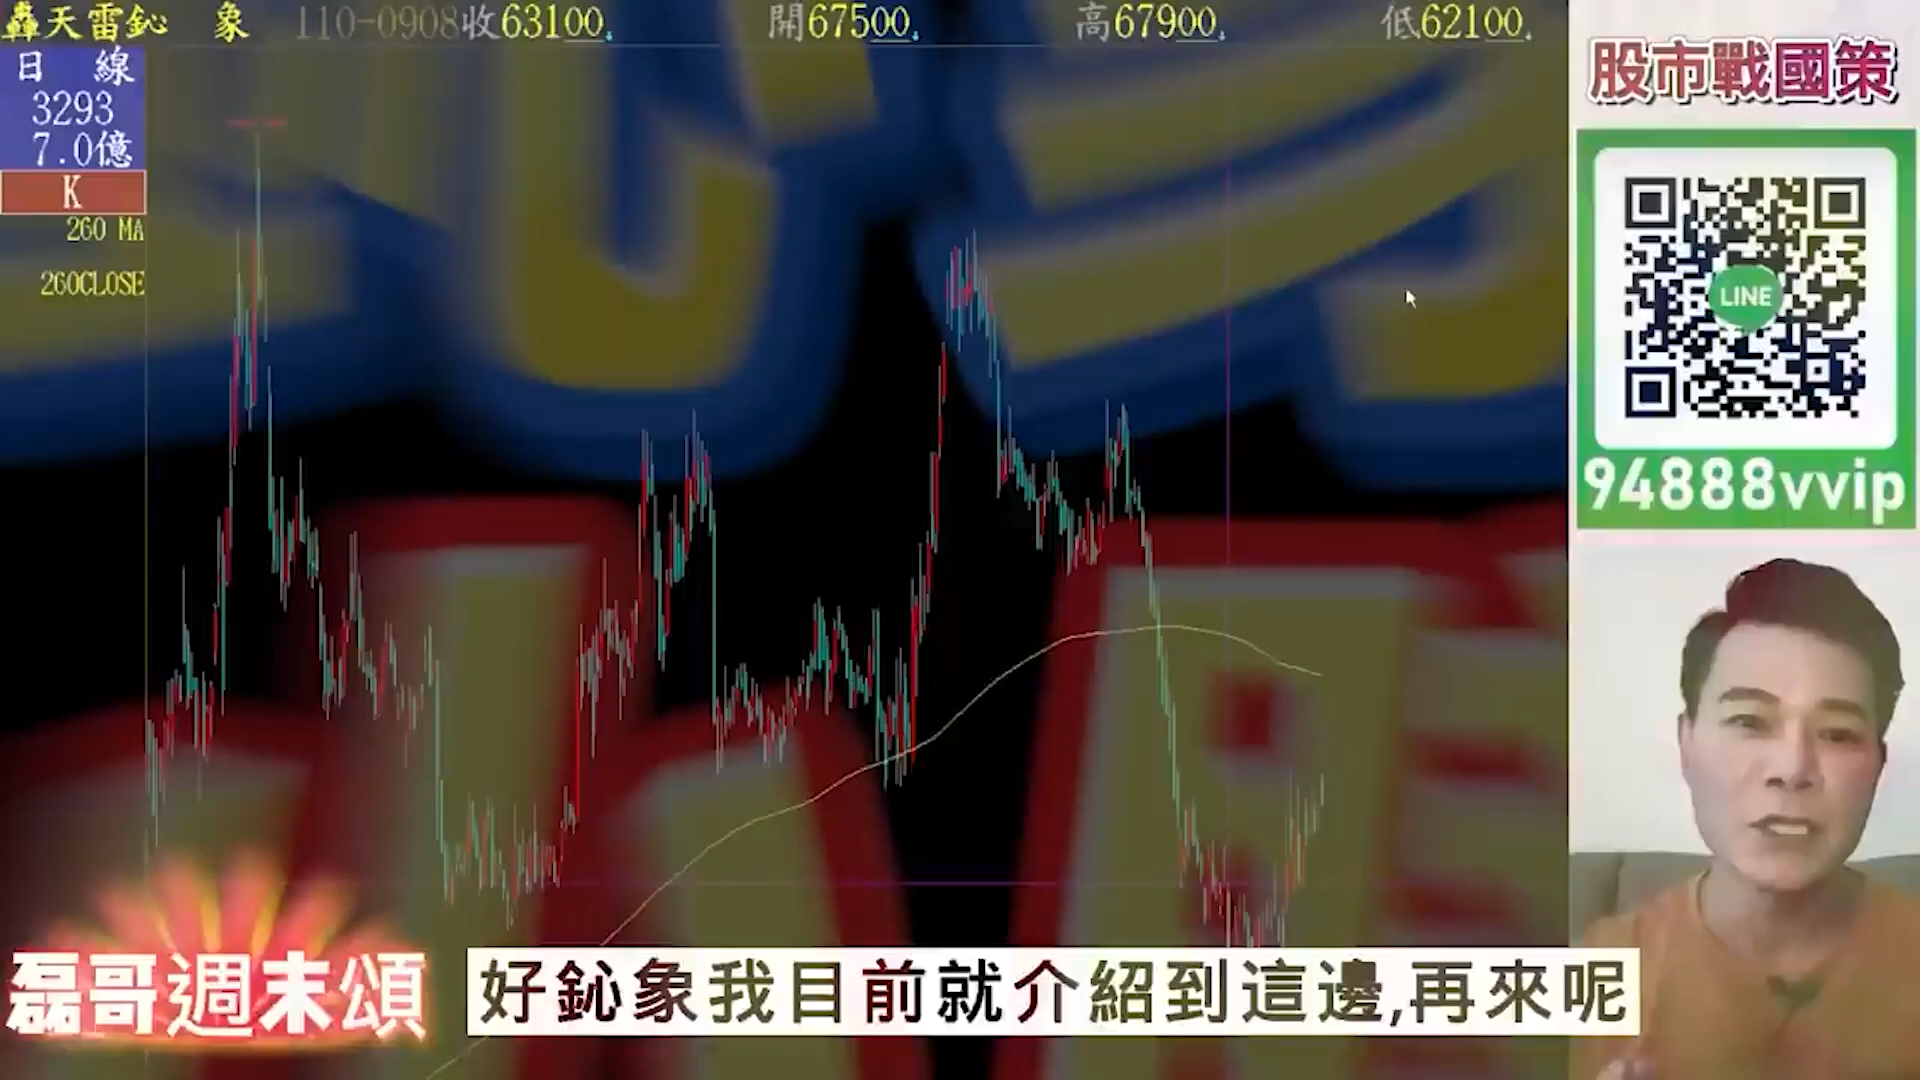 轟天雷鈊 象 110-0908收63100. 開67500. 高67900. 低62100.
日 線
3293
7.0億
K
260 MA
260CLOSE
股市戰國策
LINE
94888vvip
磊哥週末頌
好鈊象我目前就介紹到這邊,再來呢